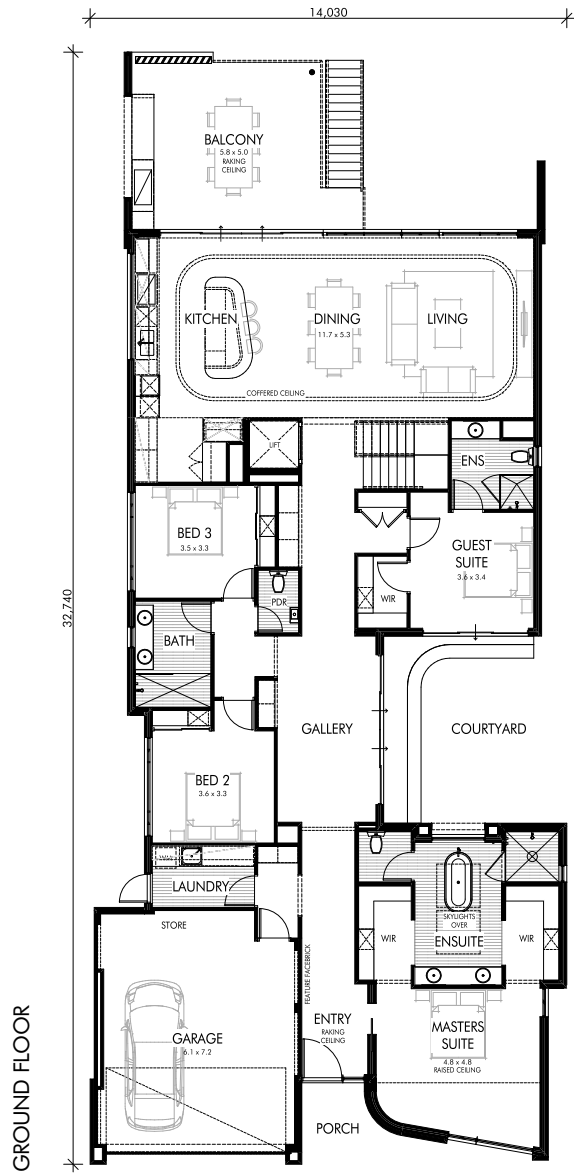 14,030
BALCONY
5.8 x 5.0
RAKING
CEILING
KITCHEN
DINING
11.7 x 5.3
LIVING
COFFERED CEILING
LIFT
ENS
BED 3
3.5 x 3.3
GUEST
SUITE
3.6 x 3.4
WIR
PDR
32,740
BATH
GALLERY
COURTYARD
BED 2
3.6 x 3.3
LAUNDRY
STORE
SKYLIGHTS
OVER
WIR
ENSUITE
WIR
FEATURE FACEBRICK
ENTRY
RAKING
CEILING
MASTERS
SUITE
4.8 x 4.8
RAISED CEILING
GARAGE
6.1 x 7.2
PORCH
GROUND FLOOR